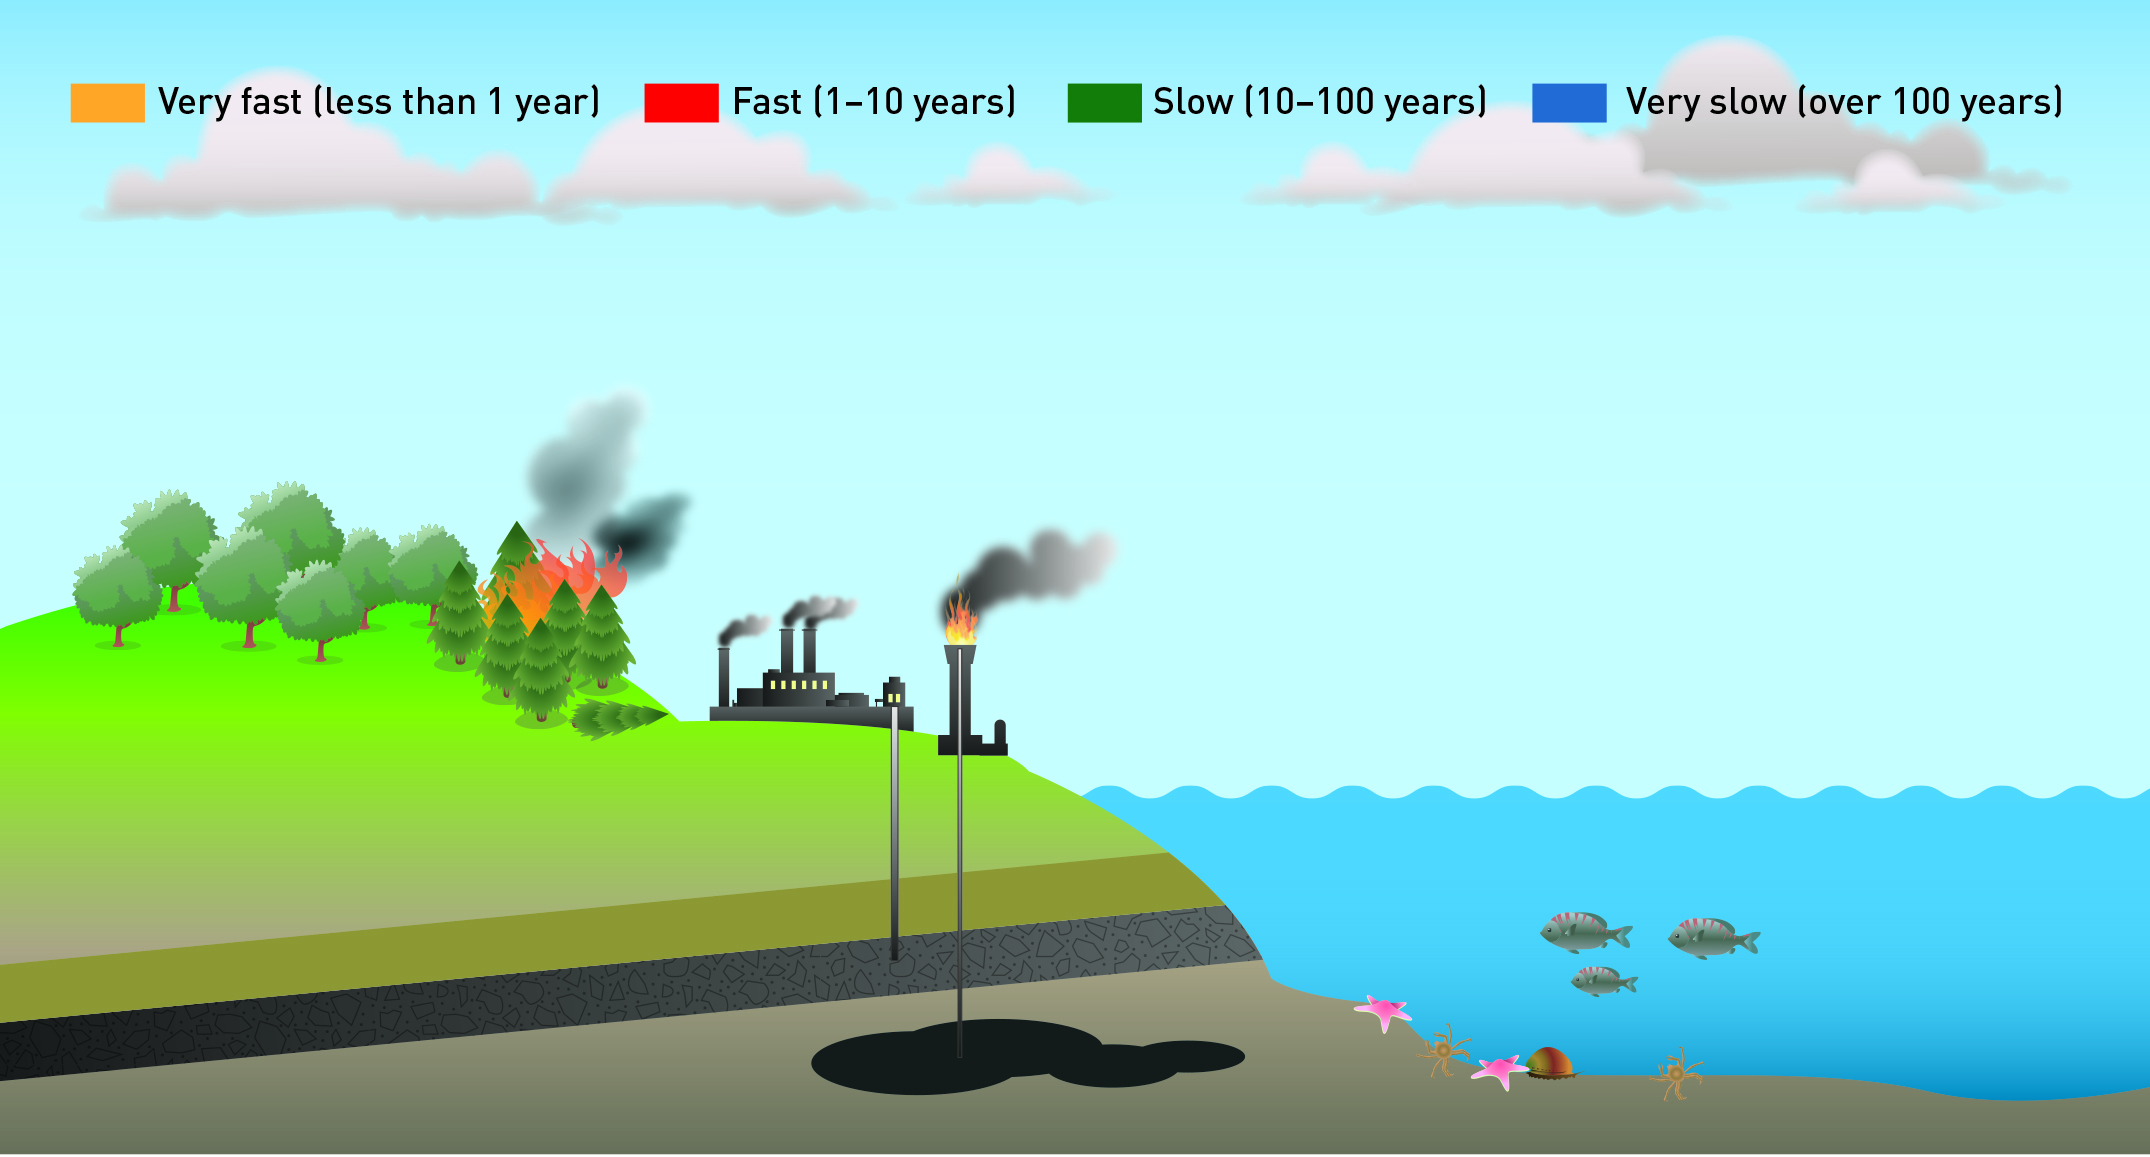 Very fast (less than 1 year) Fast (1–10 years) Slow (10–100 years) Very slow (over 100 years)